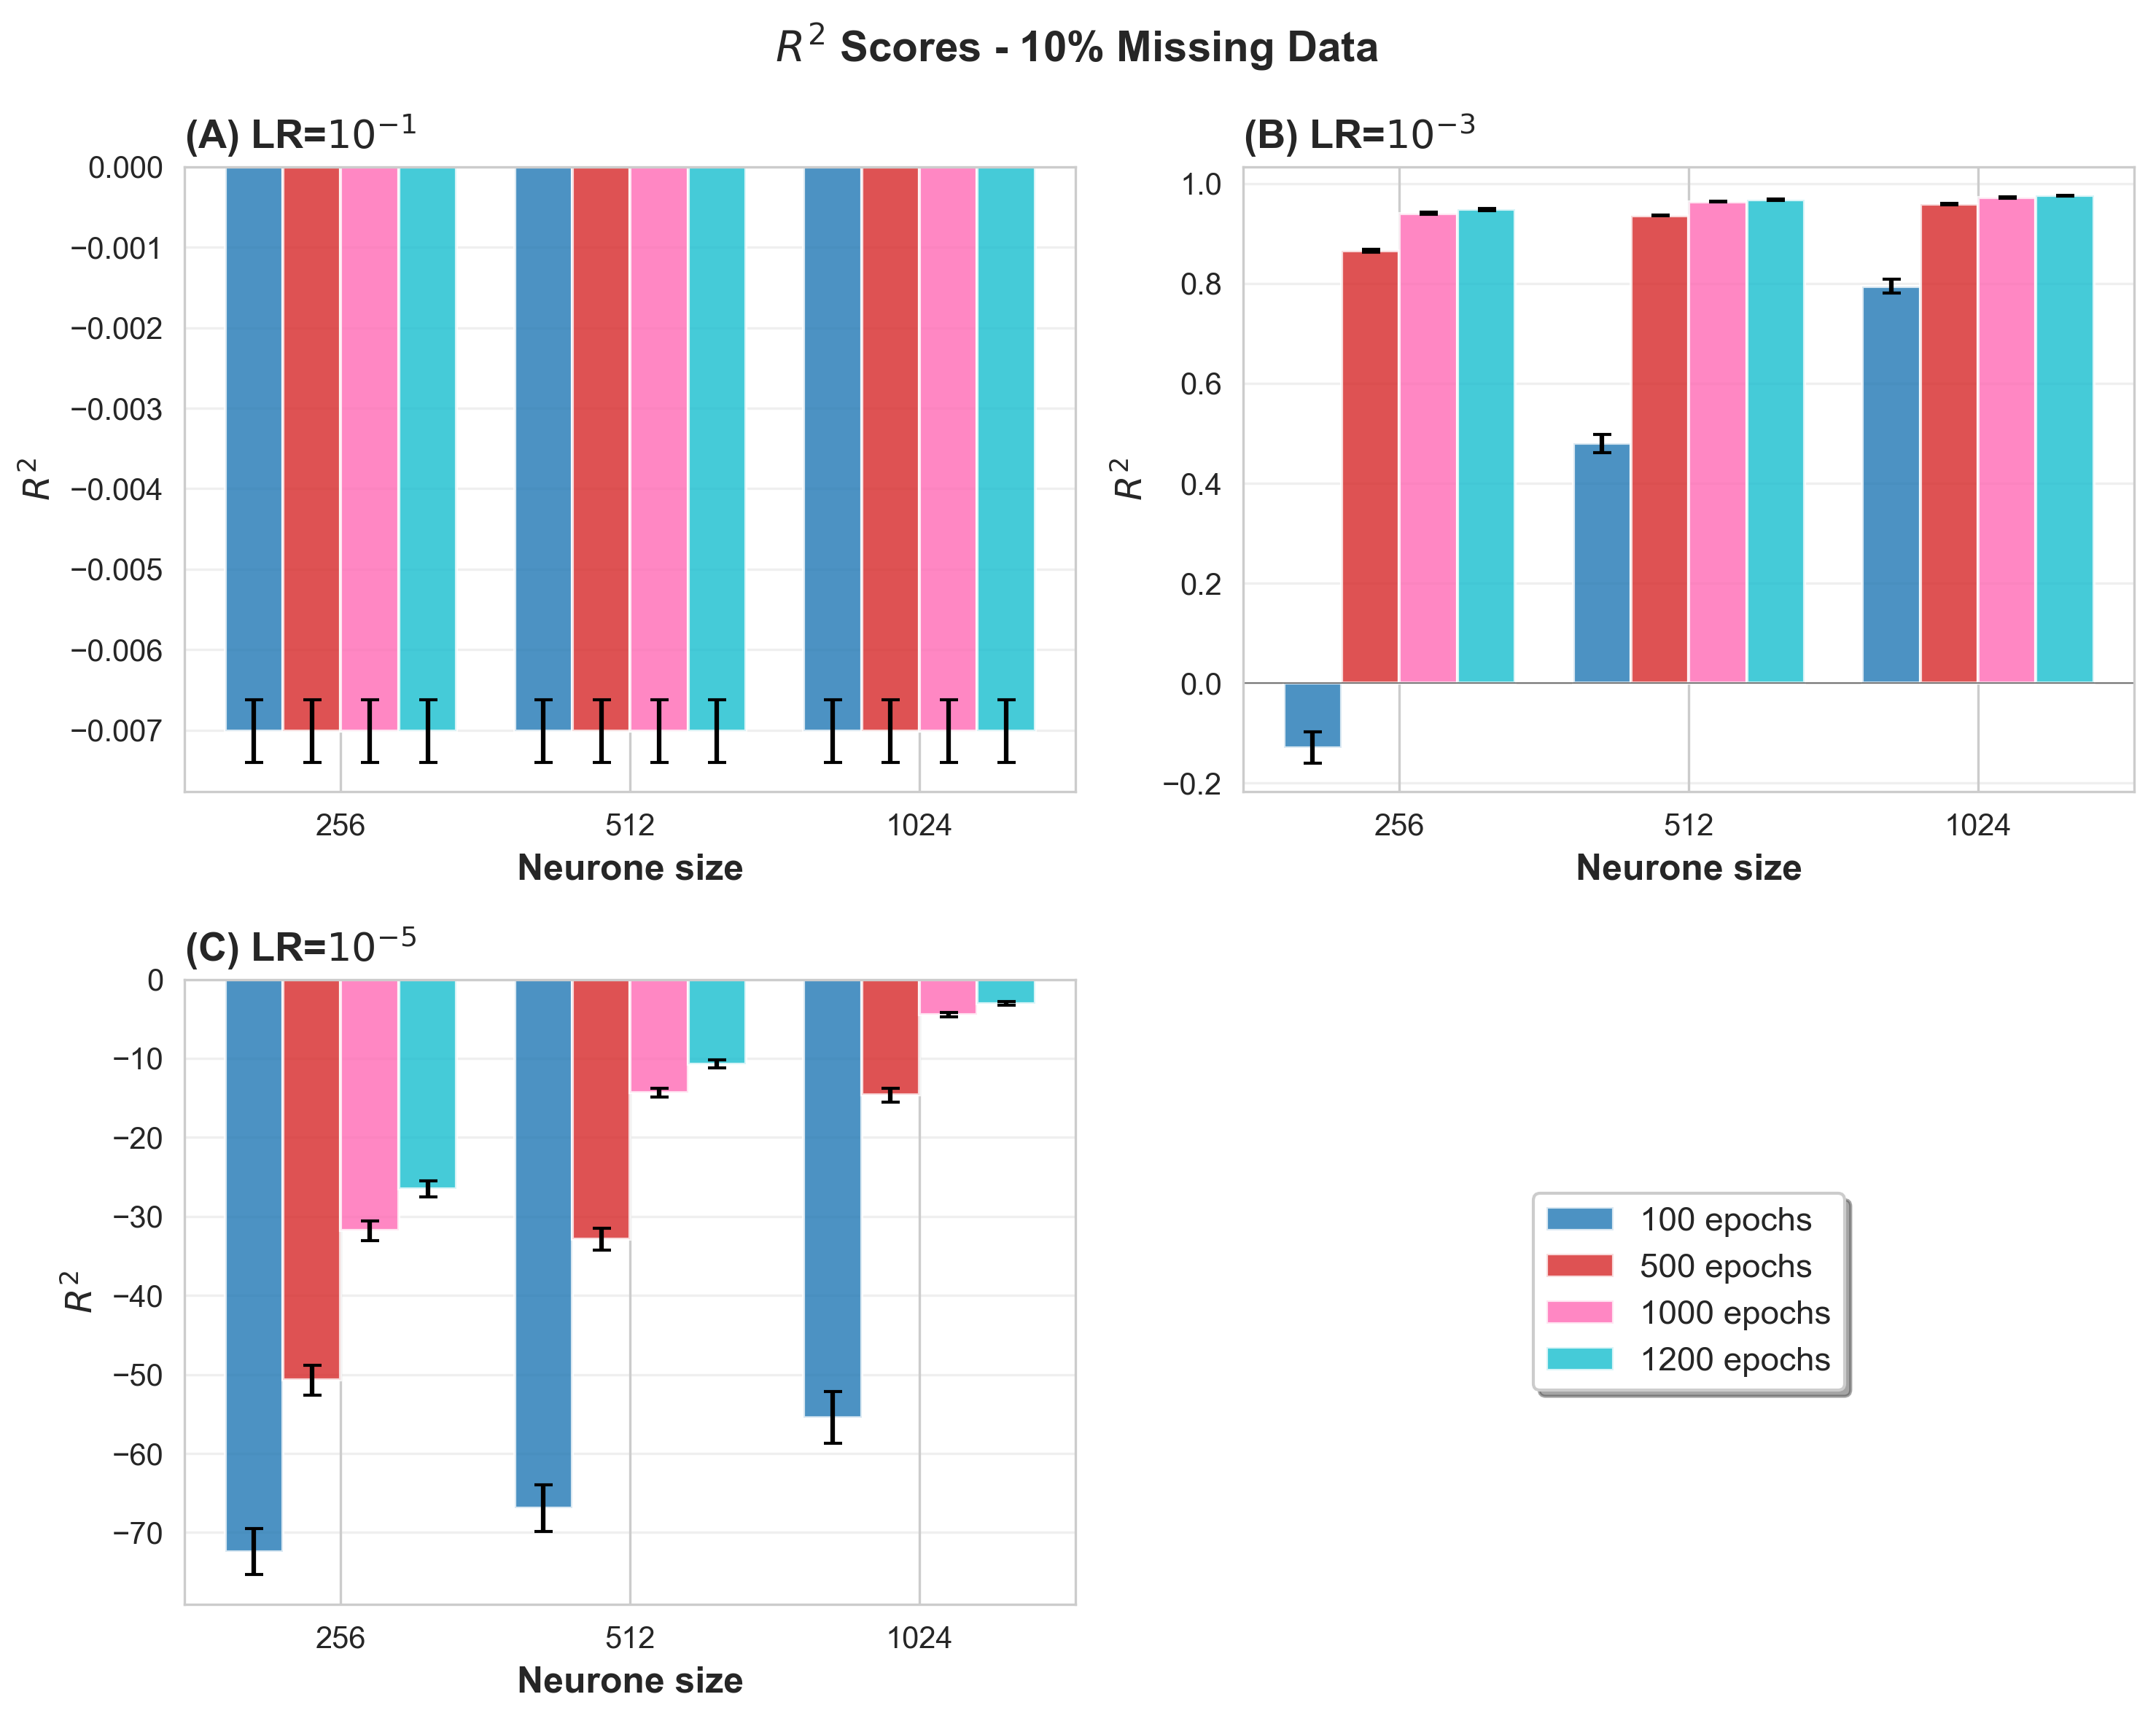 R² Scores - 10% Missing Data
(A) LR=10⁻¹
0.000
−0.001
−0.002
−0.003
−0.004
−0.005
−0.006
−0.007
R²
256 512 1024
Neurone size
(B) LR=10⁻³
1.0
0.8
0.6
0.4
0.2
0.0
−0.2
R²
256 512 1024
Neurone size
(C) LR=10⁻⁵
0
−10
−20
−30
−40
−50
−60
−70
R²
256 512 1024
Neurone size
100 epochs
500 epochs
1000 epochs
1200 epochs